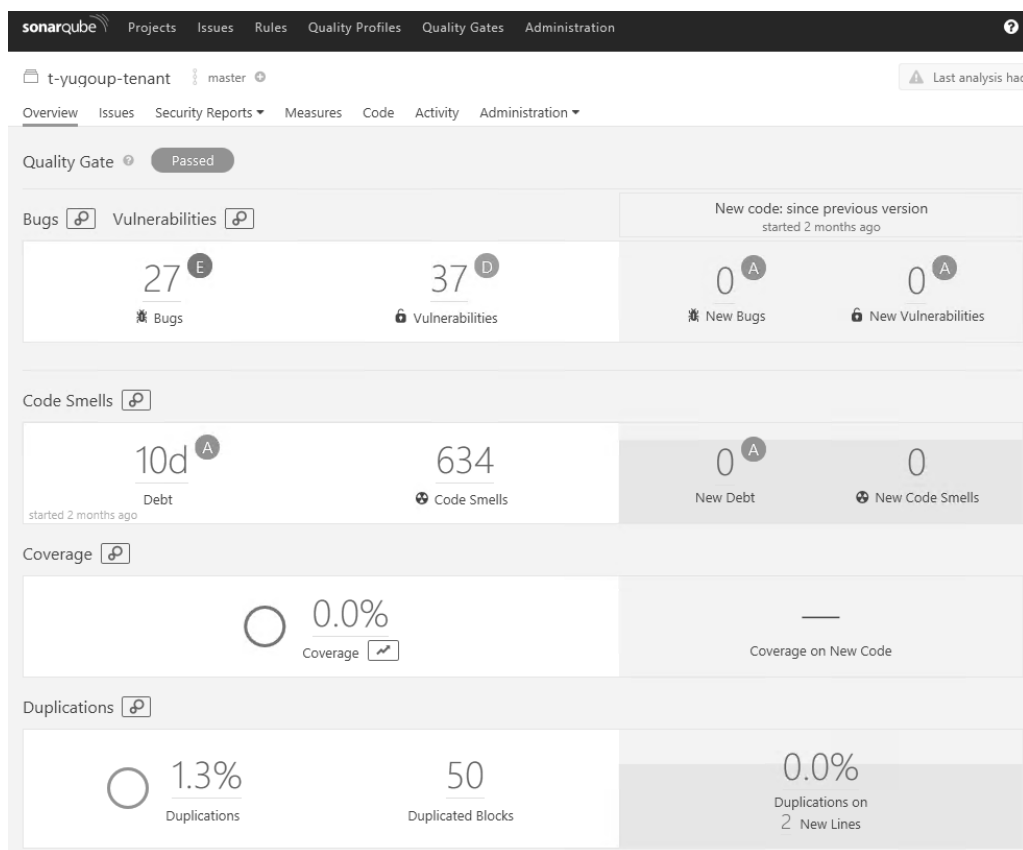 sonarqube Projects Issues Rules Quality Profiles Quality Gates Administration
t-yugoup-tenant master
Last analysis had
Overview Issues Security Reports Measures Code Activity Administration
Quality Gate Passed
Bugs Vulnerabilities
New code: since previous version
started 2 months ago
27 E
Bugs
37 D
Vulnerabilities
0 A
New Bugs
0 A
New Vulnerabilities
Code Smells
10d A
Debt
started 2 months ago
634
Code Smells
0 A
New Debt
0
New Code Smells
Coverage
0.0%
Coverage
Coverage on New Code
Duplications
1.3%
Duplications
50
Duplicated Blocks
0.0%
Duplications on
2 New Lines